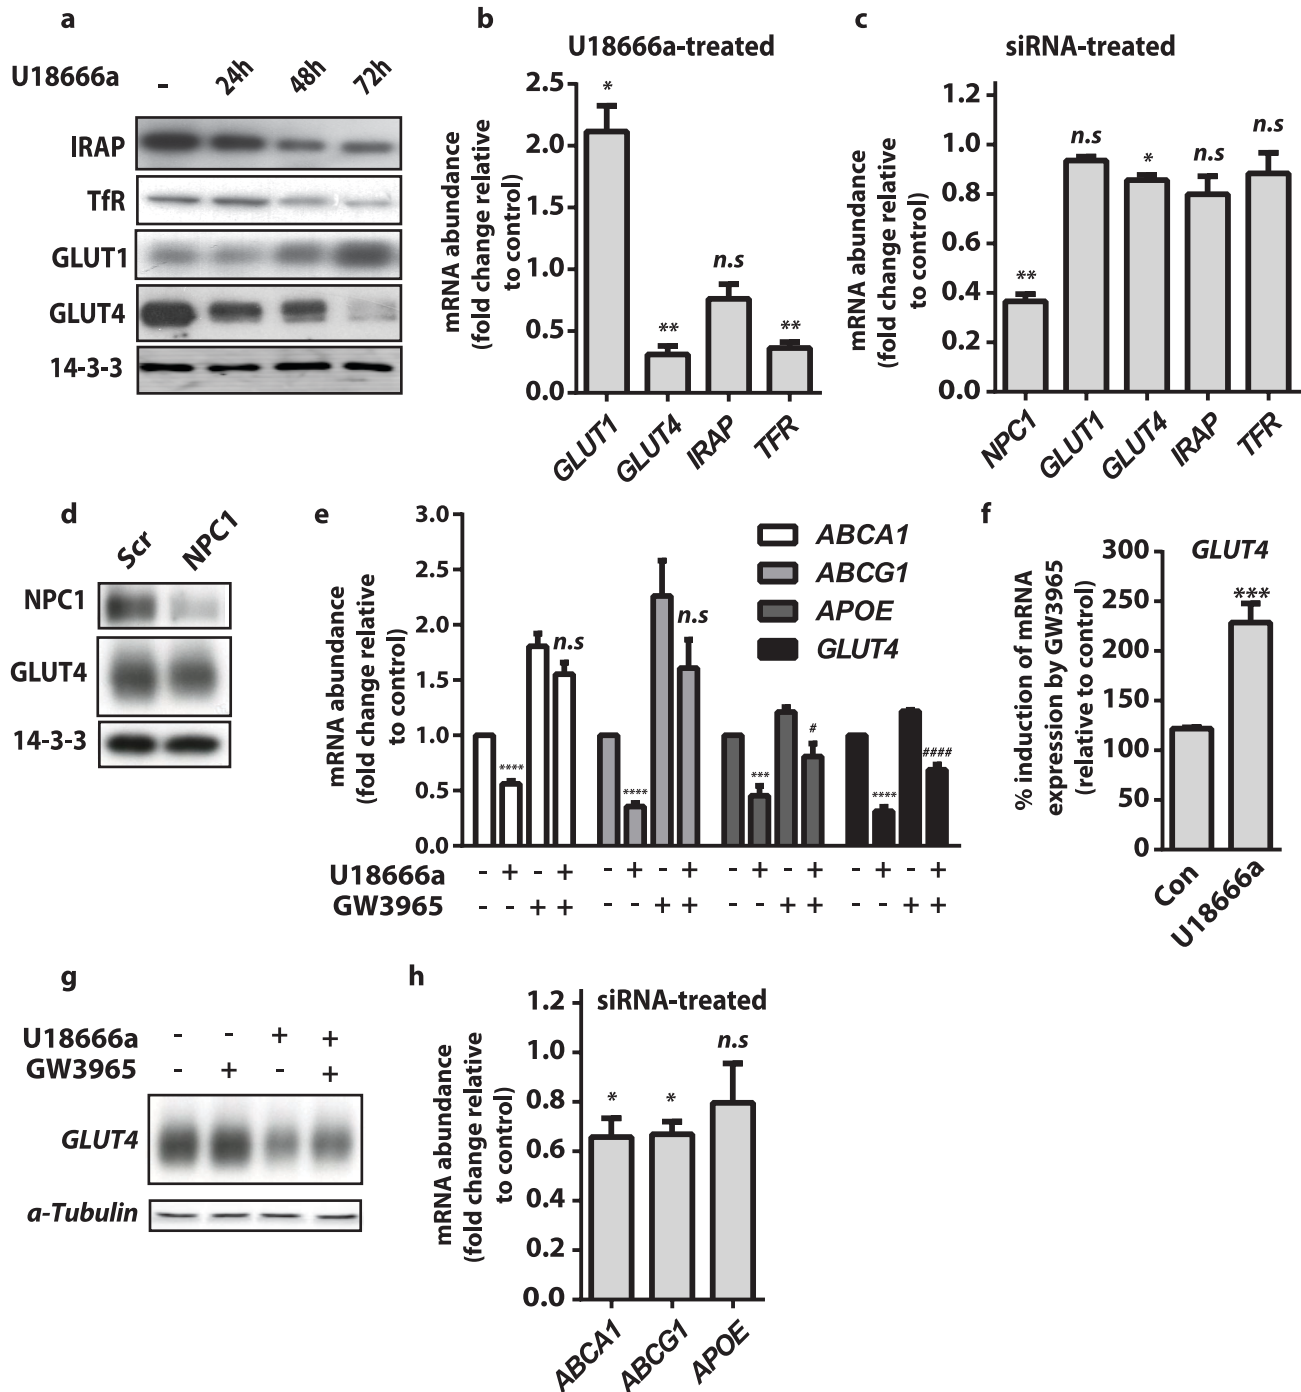 a
U18666a - 24h 48h 72h
IRAP
TfR
GLUT1
GLUT4
14-3-3
b
U18666a-treated
mRNA abundance
(fold change relative
to control)
2.5
2.0
1.5
1.0
0.5
0.0
* ** n.s **
GLUT1 GLUT4 IRAP TFR
c
siRNA-treated
mRNA abundance
(fold change relative
to control)
1.2
1.0
0.8
0.6
0.4
0.2
0.0
** n.s * n.s n.s
NPC1 GLUT1 GLUT4 IRAP TFR
d
Scr NPC1
NPC1
GLUT4
14-3-3
e
mRNA abundance
(fold change relative
to control)
3.0
2.5
2.0
1.5
1.0
0.5
0.0
ABCA1
ABCG1
APOE
GLUT4
**** n.s **** n.s *** # **** ####
U18666a - + - + - + - + - + - + - + - +
GW3965 - - + + - - + + - - + + - - + +
f
GLUT4
% induction of mRNA
expression by GW3965
(relative to control)
300
250
200
150
100
50
0
***
Con U18666a
g
U18666a - - + +
GW3965 - + - +
GLUT4
a-Tubulin
h
siRNA-treated
mRNA abundance
(fold change relative
to control)
1.2
1.0
0.8
0.6
0.4
0.2
0.0
* * n.s
ABCA1 ABCG1 APOE